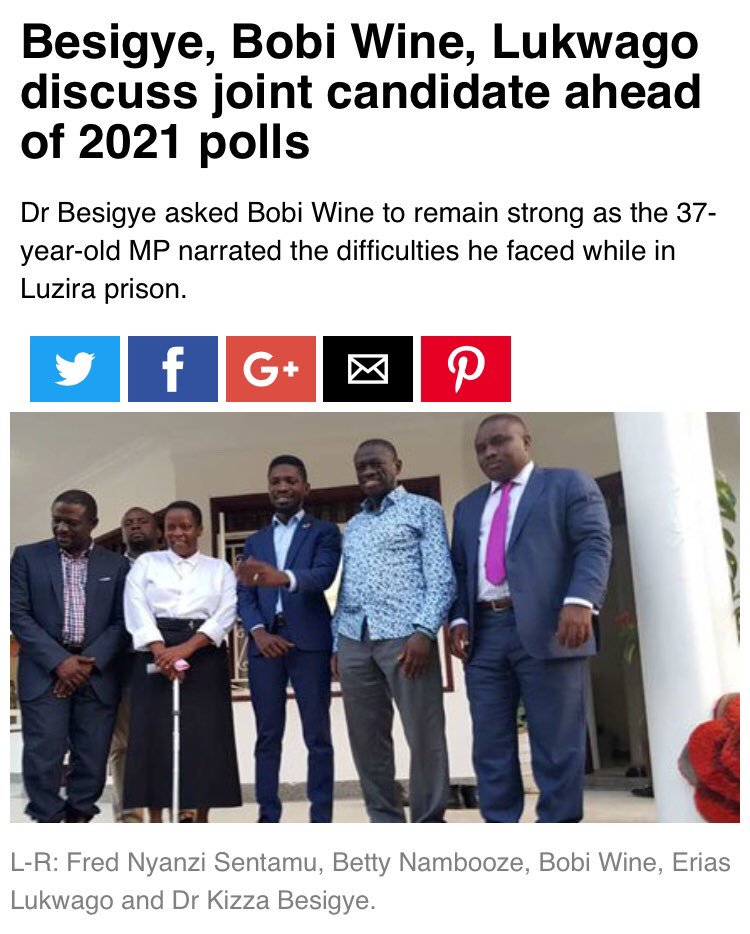 Besigye, Bobi Wine, Lukwago
discuss joint candidate ahead
of 2021 polls
Dr Besigye asked Bobi Wine to remain strong as the 37-
year-old MP narrated the difficulties he faced while in
Luzira prison.
G+
L-R: Fred Nyanzi Sentamu, Betty Nambooze, Bobi Wine, Erias
Lukwago and Dr Kizza Besigye.